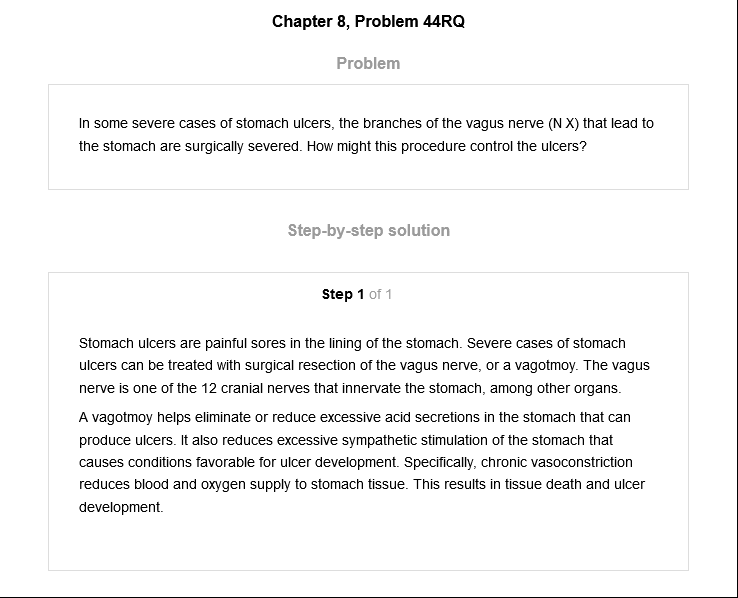 Chapter 8, Problem 44RQ
Problem
In some severe cases of stomach ulcers, the branches of the vagus nerve (N X) that lead to
the stomach are surgically severed. How might this procedure control the ulcers?
Step-by-step solution
Step 1 of 1
Stomach ulcers are painful sores in the lining of the stomach. Severe cases of stomach
ulcers can be treated with surgical resection of the vagus nerve, or a vagotmoy. The vagus
nerve is one of the 12 cranial nerves that innervate the stomach, among other organs.
A vagotmoy helps eliminate or reduce excessive acid secretions in the stomach that can
produce ulcers. It also reduces excessive sympathetic stimulation of the stomach that
causes conditions favorable for ulcer development. Specifically, chronic vasoconstriction
reduces blood and oxygen supply to stomach tissue. This results in tissue death and ulcer
development.